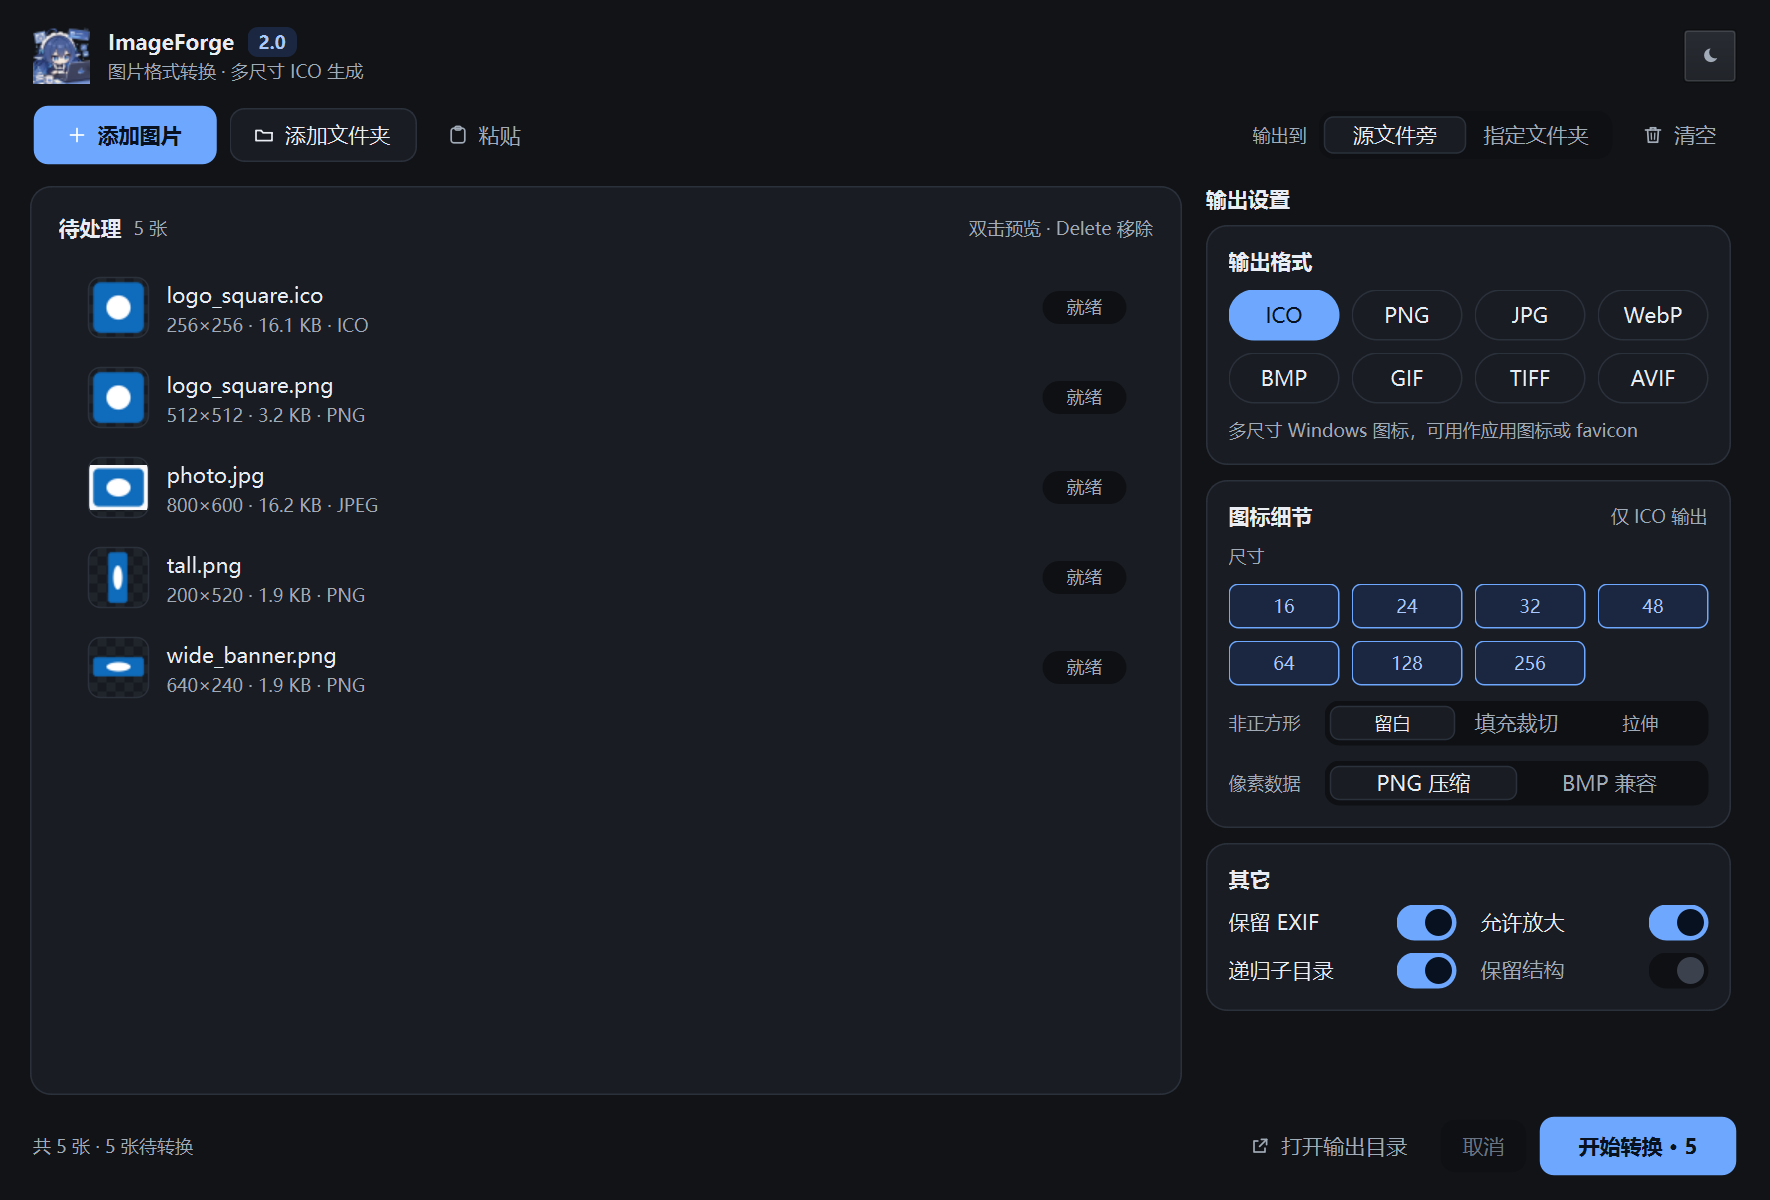 ImageForge 2.0
图片格式转换 · 多尺寸 ICO 生成
添加图片 添加文件夹 粘贴 输出到 源文件旁 指定文件夹 清空
待处理 5 张 双击预览 · Delete 移除
logo_square.ico
256×256 · 16.1 KB · ICO
就绪
logo_square.png
512×512 · 3.2 KB · PNG
就绪
photo.jpg
800×600 · 16.2 KB · JPEG
就绪
tall.png
200×520 · 1.9 KB · PNG
就绪
wide_banner.png
640×240 · 1.9 KB · PNG
就绪
输出设置
输出格式
ICO PNG JPG WebP
BMP GIF TIFF AVIF
多尺寸 Windows 图标，可用作应用图标或 favicon
图标细节 仅 ICO 输出
尺寸
16 24 32 48
64 128 256
非正方形 留白 填充裁切 拉伸
像素数据 PNG 压缩 BMP 兼容
其它
保留 EXIF 允许放大
递归子目录 保留结构
共 5 张 · 5 张待转换 打开输出目录 取消 开始转换 • 5